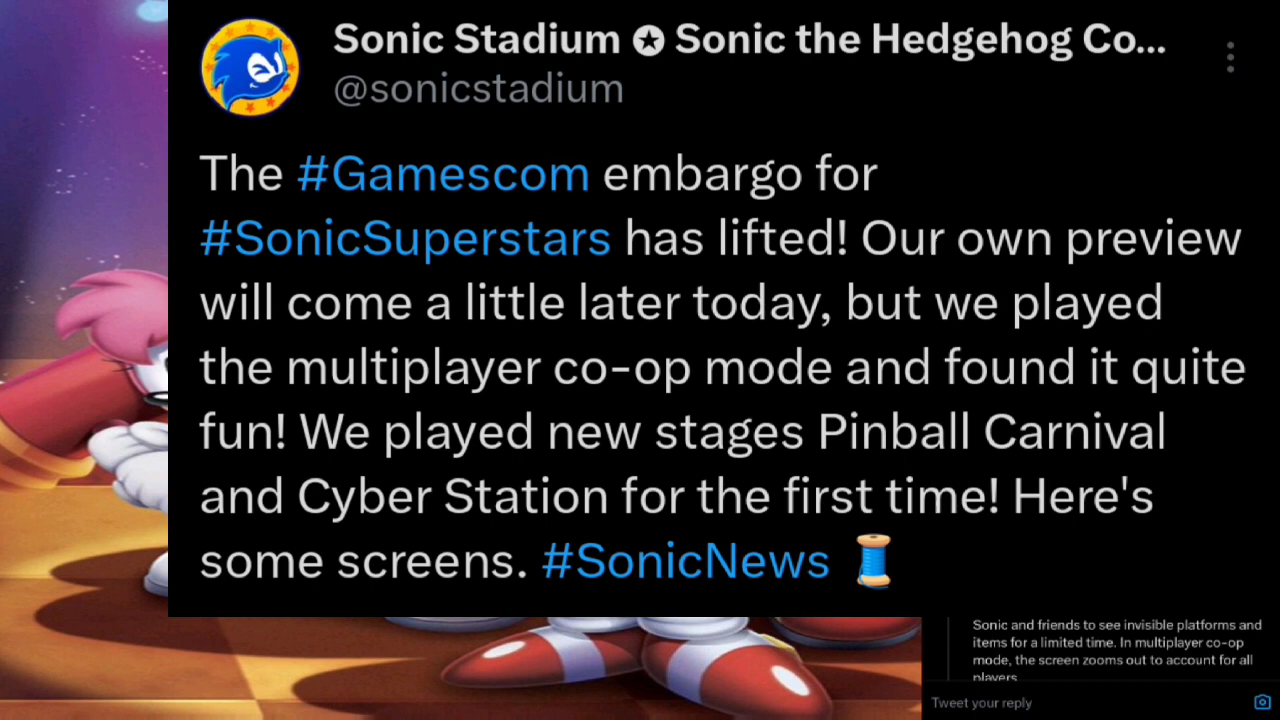 Sonic Stadium ✪ Sonic the Hedgehog Co...
@sonicstadium
The #Gamescom embargo for
#SonicSuperstars has lifted! Our own preview
will come a little later today, but we played
the multiplayer co-op mode and found it quite
fun! We played new stages Pinball Carnival
and Cyber Station for the first time! Here's
some screens. #SonicNews 🧵
Sonic and friends to see invisible platforms and
items for a limited time. In multiplayer co-op
mode, the screen zooms out to account for all
players
Tweet your reply